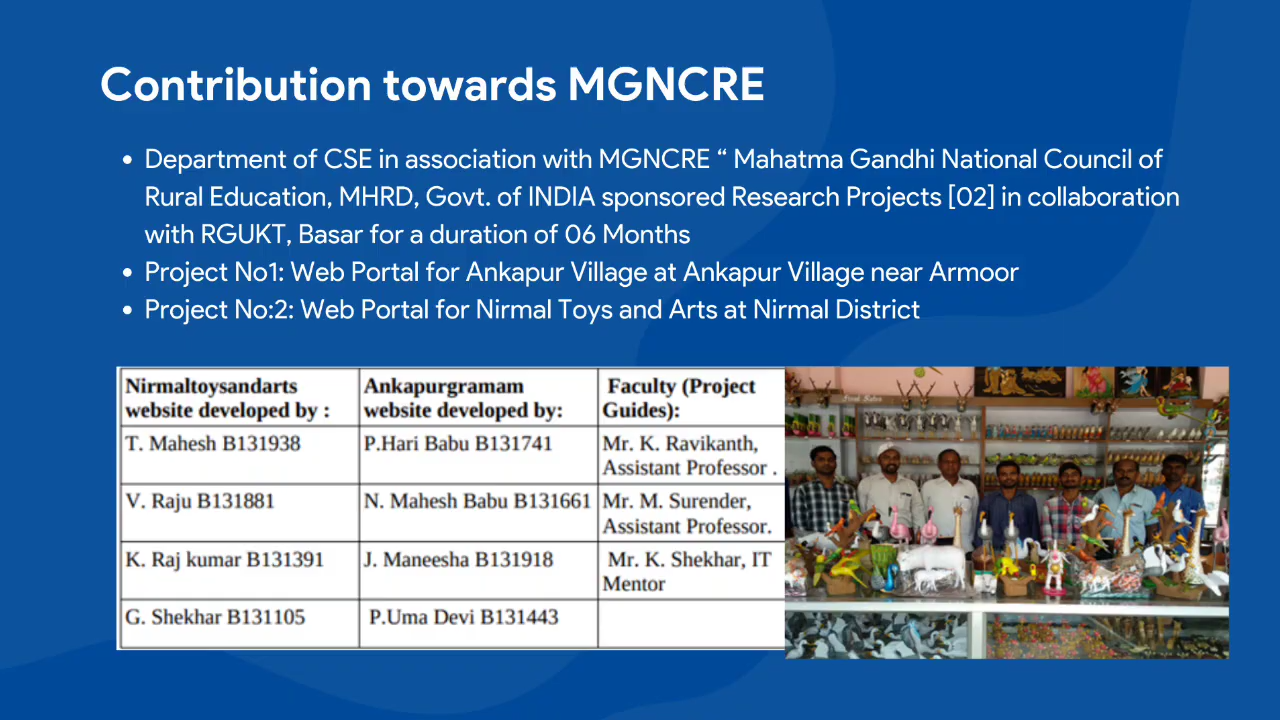 Contribution towards MGNCRE
• Department of CSE in association with MGNCRE “ Mahatma Gandhi National Council of
Rural Education, MHRD, Govt. of INDIA sponsored Research Projects [02] in collaboration
with RGUKT, Basar for a duration of 06 Months
• Project No1: Web Portal for Ankapur Village at Ankapur Village near Armoor
• Project No:2: Web Portal for Nirmal Toys and Arts at Nirmal District
Nirmaltoysandarts
website developed by :
Ankapurgramam
website developed by:
Faculty (Project
Guides):
T. Mahesh B131938
P.Hari Babu B131741
Mr. K. Ravikanth,
Assistant Professor .
V. Raju B131881
N. Mahesh Babu B131661
Mr. M. Surender,
Assistant Professor.
K. Raj kumar B131391
J. Maneesha B131918
Mr. K. Shekhar, IT
Mentor
G. Shekhar B131105
P.Uma Devi B131443